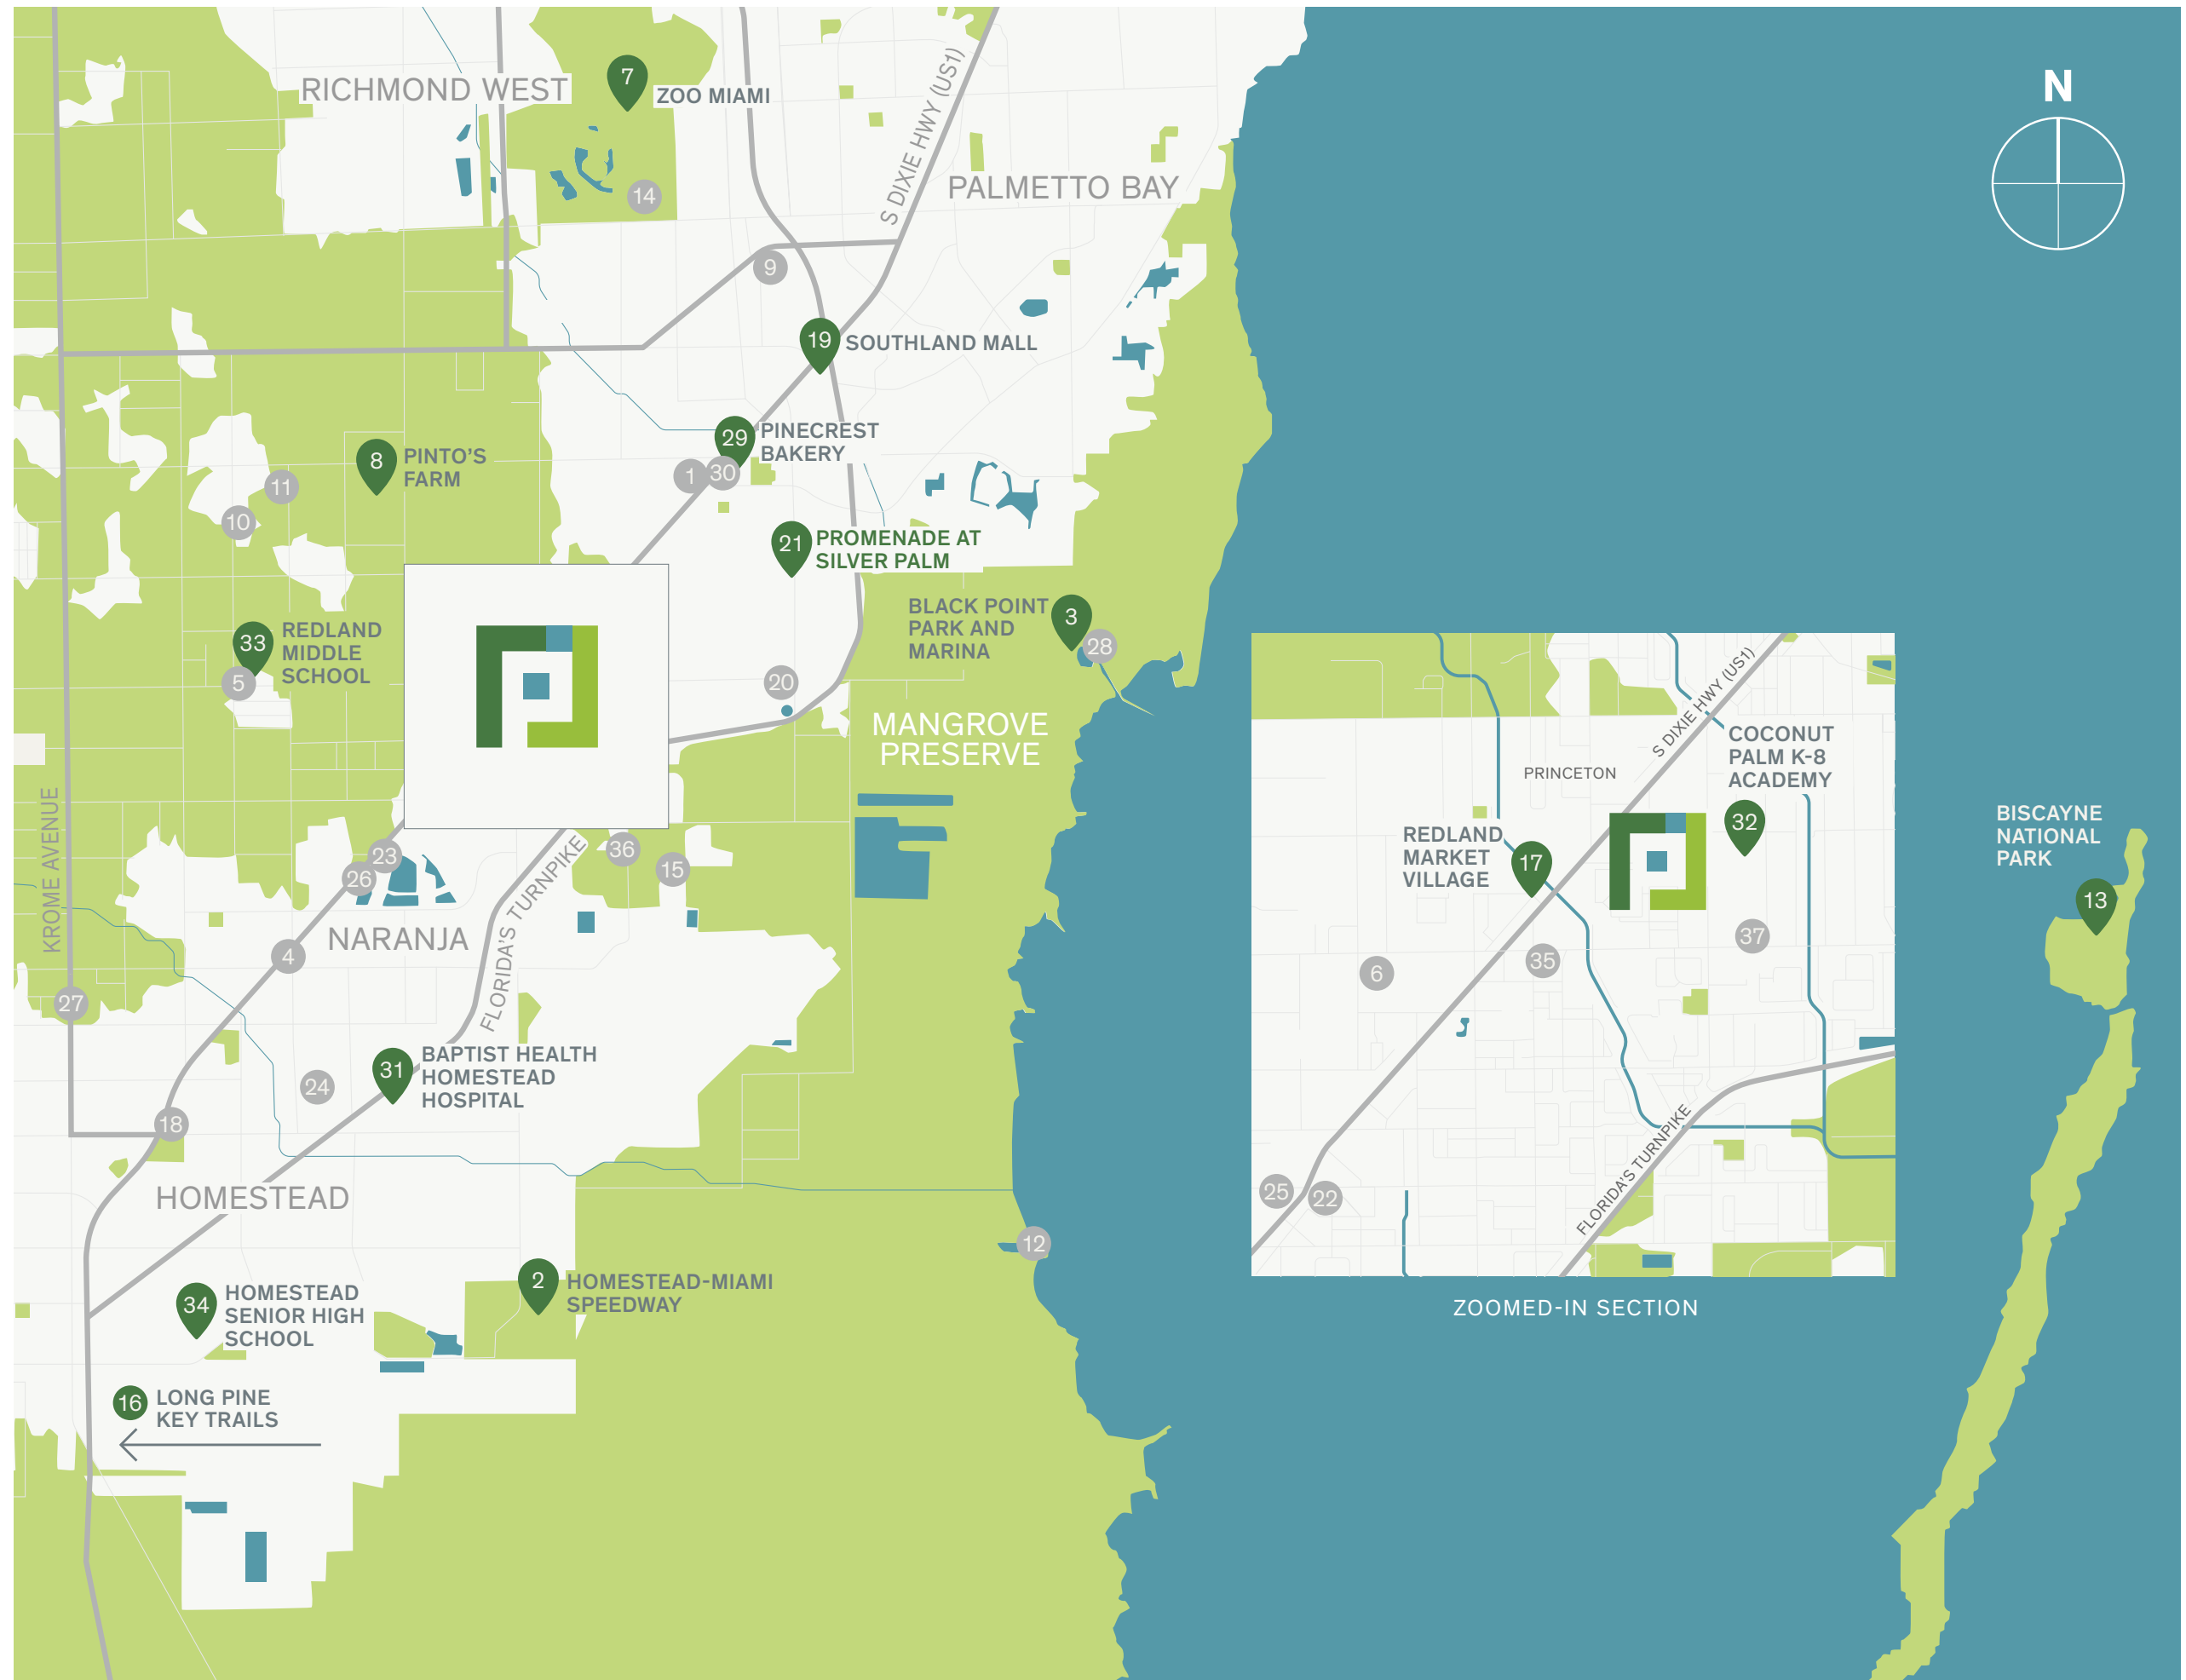 N
RICHMOND WEST
7
ZOO MIAMI
14
S DIXIE HWY (US1)
PALMETTO BAY
9
19
SOUTHLAND MALL
29
PINECREST
BAKERY
1
30
8
PINTO'S
FARM
11
10
21
PROMENADE AT
SILVER PALM
33
REDLAND
MIDDLE
SCHOOL
5
BLACK POINT
PARK AND
MARINA
3
28
20
MANGROVE
PRESERVE
KROME AVENUE
23
26
36
15
FLORIDA'S TURNPIKE
NARANJA
4
27
31
BAPTIST HEALTH
HOMESTEAD
HOSPITAL
24
18
HOMESTEAD
12
2
HOMESTEAD-MIAMI
SPEEDWAY
34
HOMESTEAD
SENIOR HIGH
SCHOOL
16
LONG PINE
KEY TRAILS
S DIXIE HWY (US1)
COCONUT
PALM K-8
ACADEMY
PRINCETON
32
REDLAND
MARKET
VILLAGE
17
37
35
6
FLORIDA'S TURNPIKE
25
22
ZOOMED-IN SECTION
BISCAYNE
NATIONAL
PARK
13